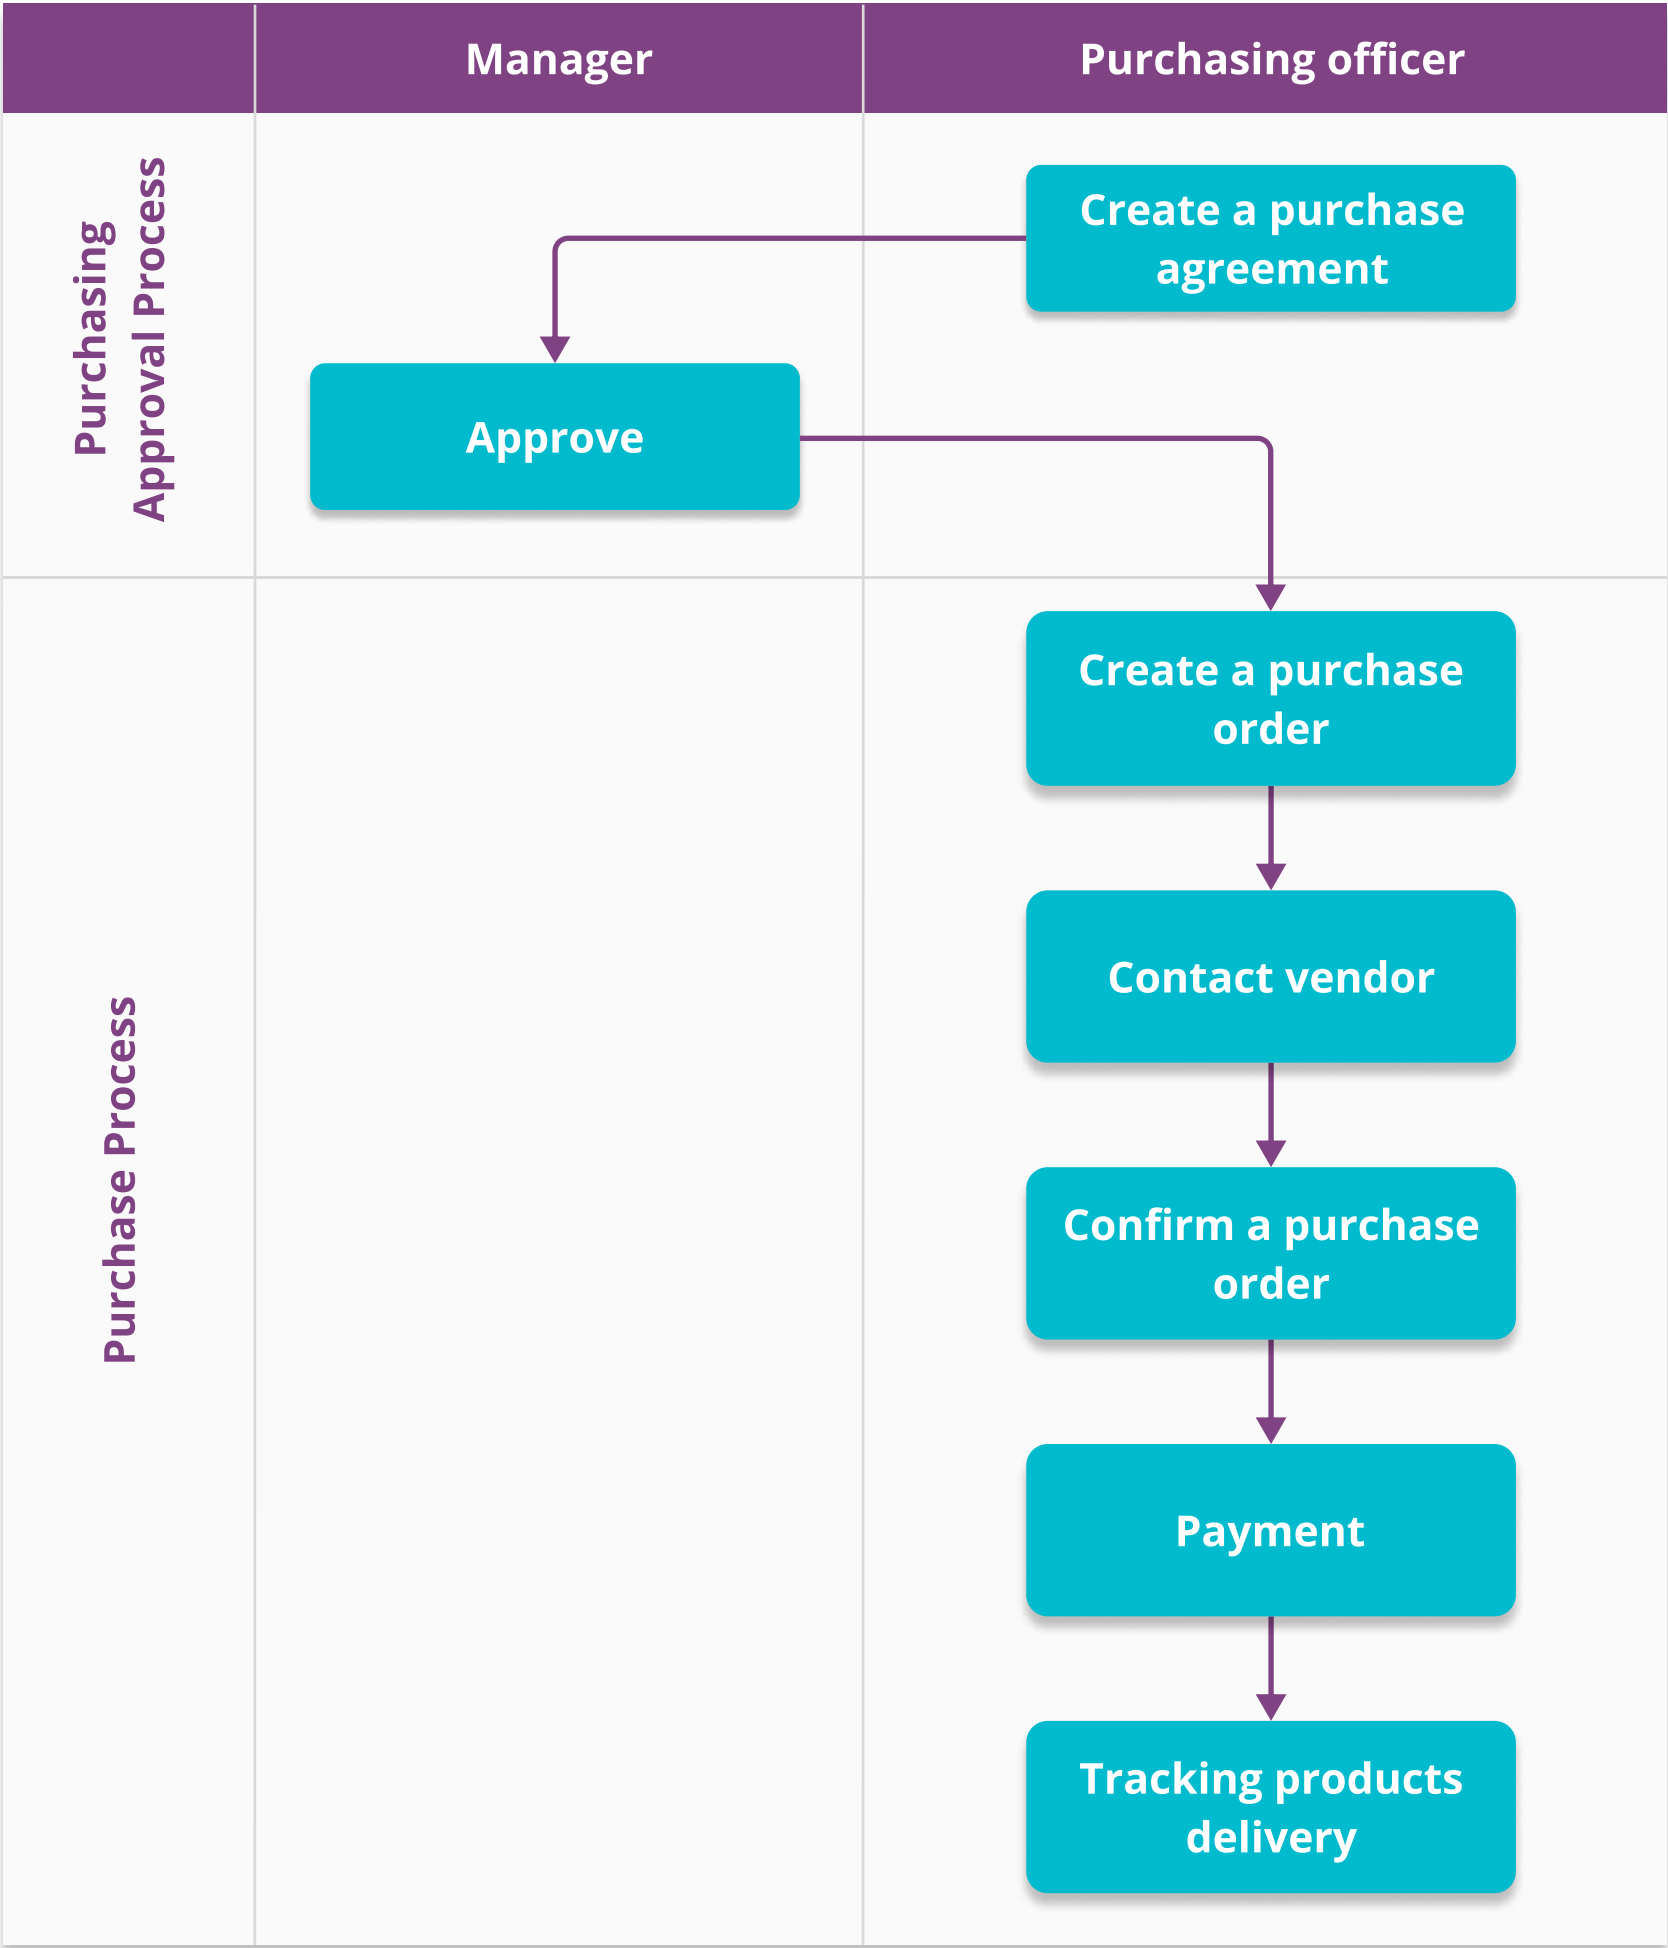 Manager
Purchasing officer
Purchasing
Approval Process
Create a purchase
agreement
Approve
Purchase Process
Create a purchase
order
Contact vendor
Confirm a purchase
order
Payment
Tracking products
delivery